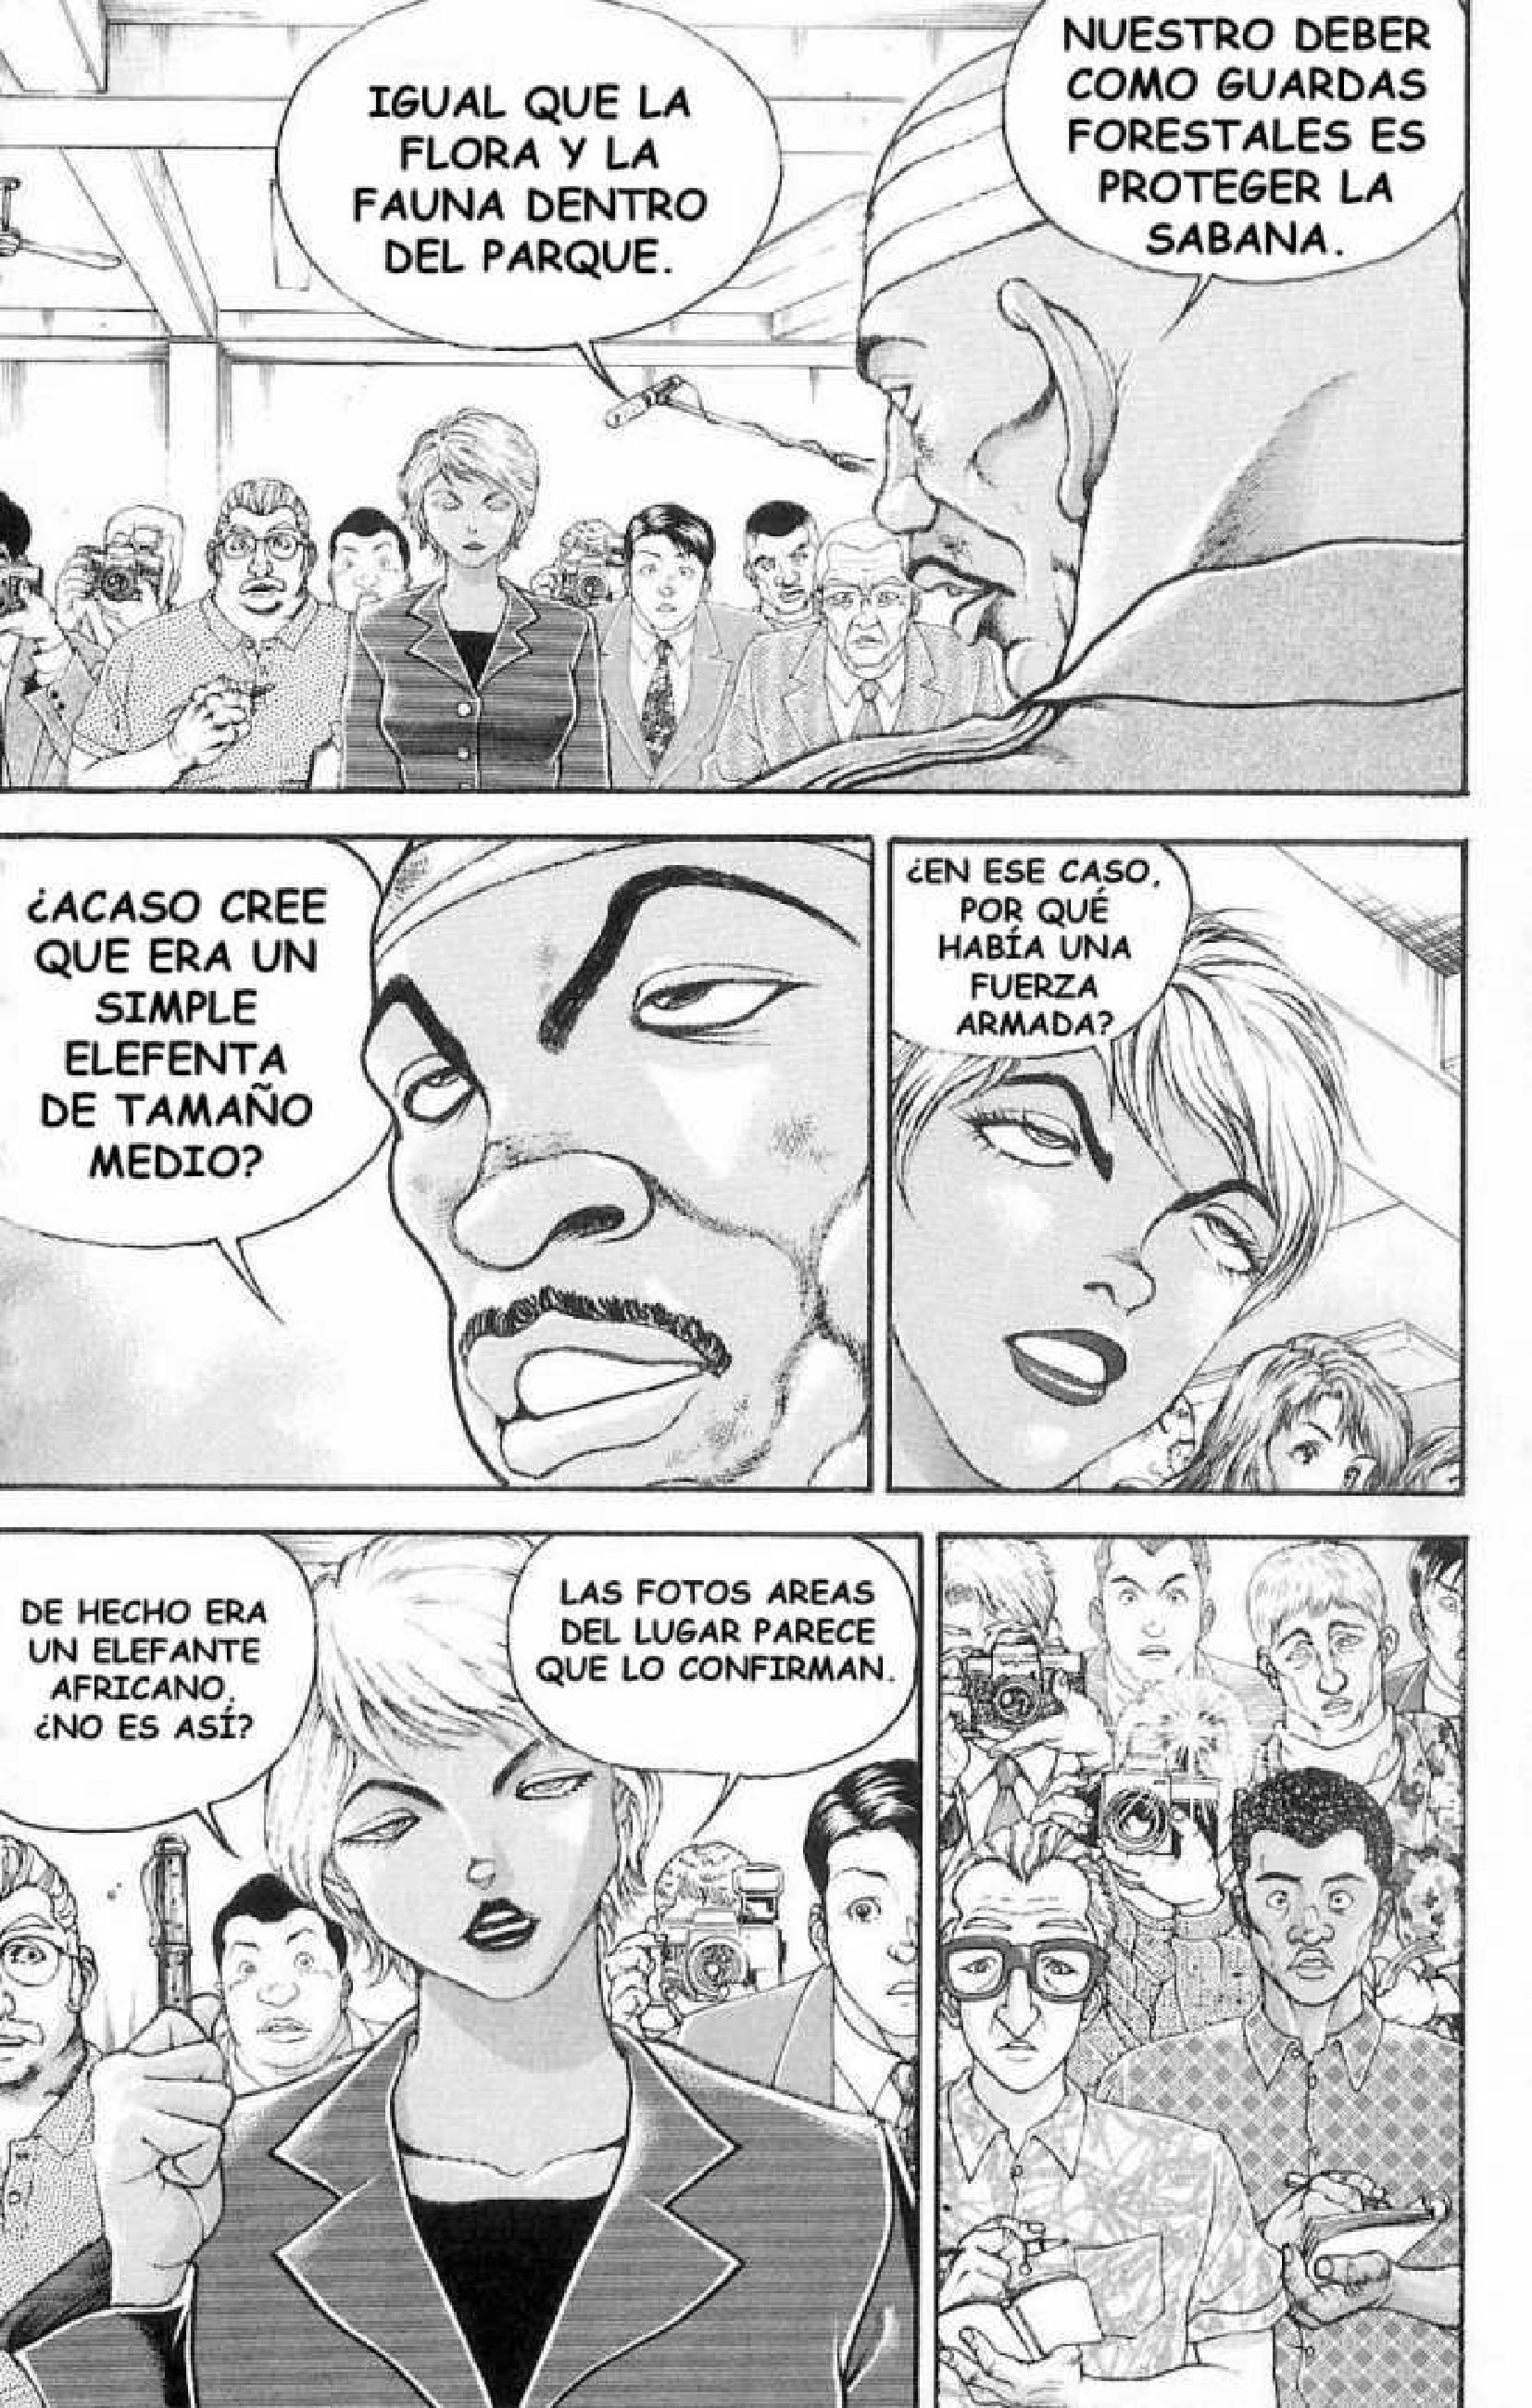 NUESTRO DEBER
COMO GUARDAS
FORESTALES ES
PROTEGER LA
SABANA.
IGUAL QUE LA
FLORA Y LA
FAUNA DENTRO
DEL PARQUE.
¿EN ESE CASO,
POR QUÉ
HABÍA UNA
FUERZA
ARMADA?
¿ACASO CREE
QUE ERA UN
SIMPLE
ELEFENTA
DE TAMAÑO
MEDIO?
LAS FOTOS AREAS
DEL LUGAR PARECE
QUE LO CONFIRMAN.
DE HECHO ERA
UN ELEFANTE
AFRICANO.
¿NO ES ASÍ?